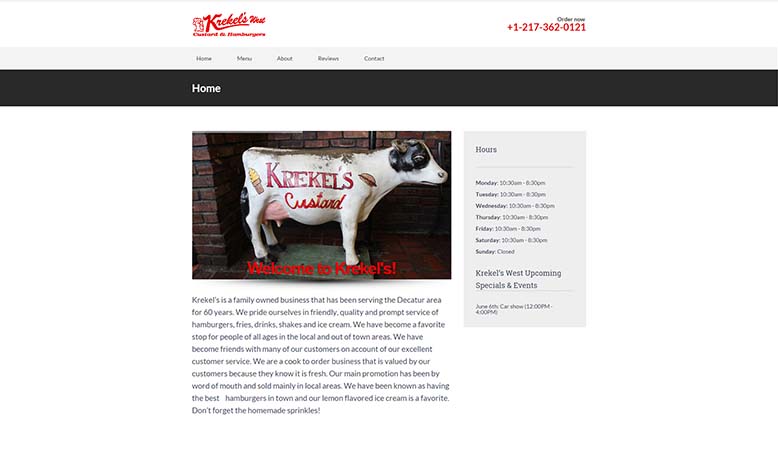 Krekel's West
Custard & Hamburgers
Order now
+1-217-362-0121
Home Menu About Reviews Contact
Home
KREKEL'S
Custard
Welcome to Krekel's!
Krekel's is a family owned business that has been serving the Decatur area
for 60 years. We pride ourselves in friendly, quality and prompt service of
hamburgers, fries, drinks, shakes and ice cream. We have become a favorite
stop for people of all ages in the local and out of town areas. We have
become friends with many of our customers on account of our excellent
customer service. We are a cook to order business that is valued by our
customers because they know it is fresh. Our main promotion has been by
word of mouth and sold mainly in local areas. We have been known as having
the best hamburgers in town and our lemon flavored ice cream is a favorite.
Don't forget the homemade sprinkles!
Hours
Monday: 10:30am - 8:30pm
Tuesday: 10:30am - 8:30pm
Wednesday: 10:30am - 8:30pm
Thursday: 10:30am - 8:30pm
Friday: 10:30am - 8:30pm
Saturday: 10:30am - 8:30pm
Sunday: Closed
Krekel's West Upcoming
Specials & Events
June 6th: Car show (12:00PM -
4:00PM)